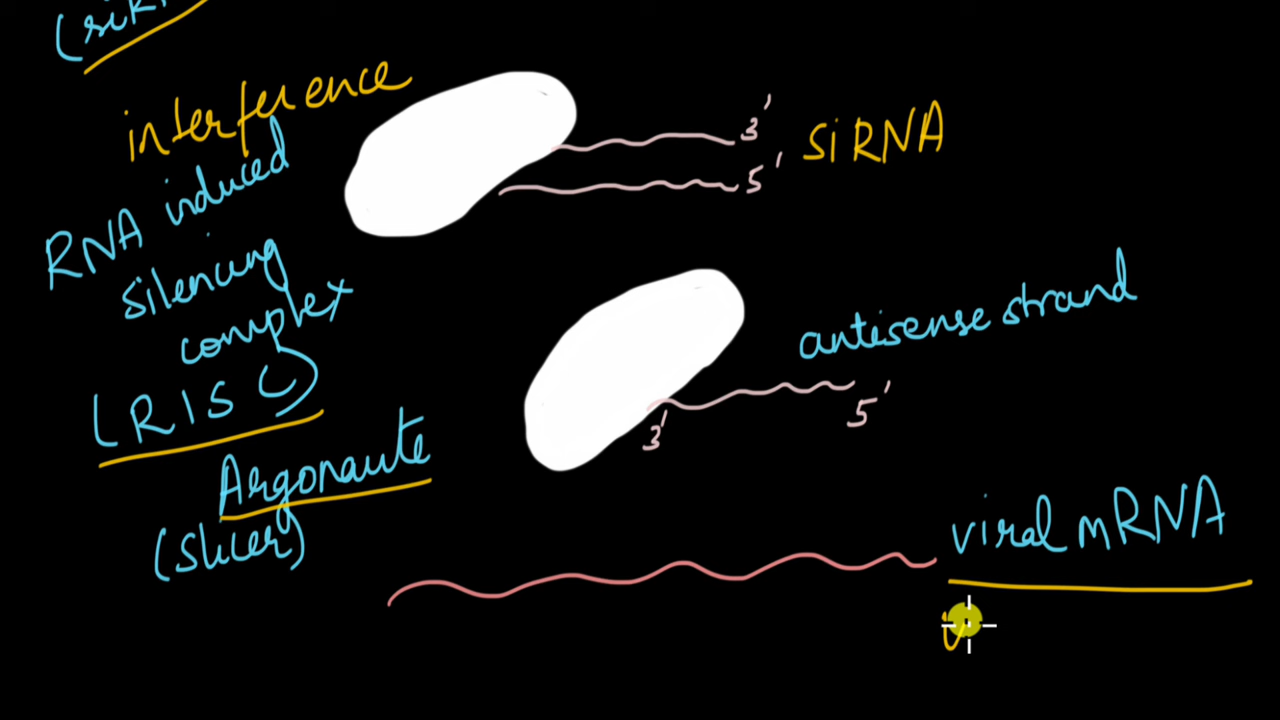 interference
RNA induced
silencing
complex
(RISC)
Argonaute
(slicer)
3'
5'
siRNA
antisense strand
3'
5'
viral mRNA